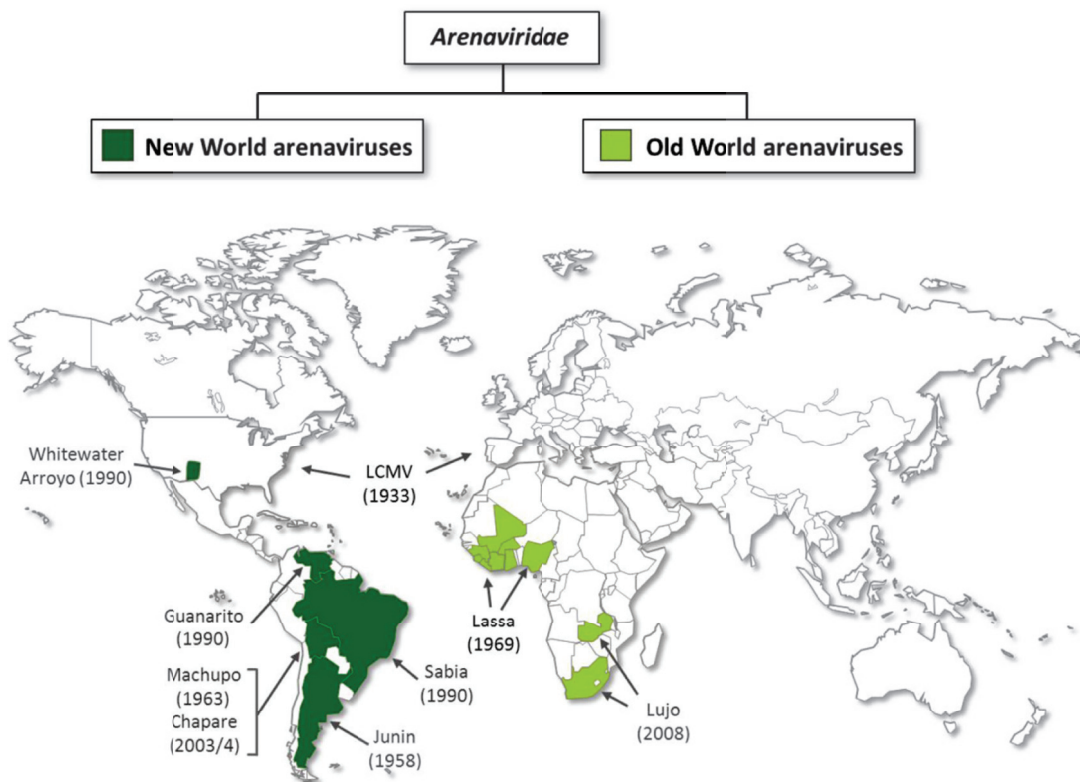 Arenaviridae
New World arenaviruses
Old World arenaviruses
Whitewater
Arroyo (1990)
LCMV
(1933)
Guanarito
(1990)
Machupo
(1963)
Chapare
(2003/4)
Junin
(1958)
Sabia
(1990)
Lassa
(1969)
Lujo
(2008)